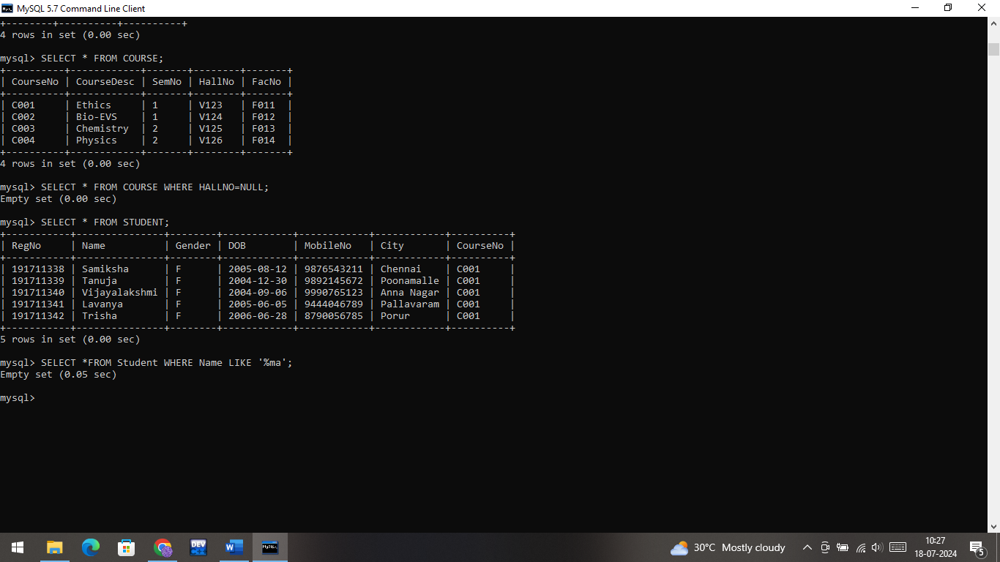 MySQL 5.7 Command Line Client
+--------+----------+----------+
4 rows in set (0.00 sec)
mysql> SELECT * FROM COURSE;
+----------+------------+-------+--------+-------+
| CourseNo | CourseDesc | SemNo | HallNo | FacNo |
+----------+------------+-------+--------+-------+
| C001     | Ethics     | 1     | V123   | F011  |
| C002     | Bio-EVS    | 1     | V124   | F012  |
| C003     | Chemistry  | 2     | V125   | F013  |
| C004     | Physics    | 2     | V126   | F014  |
+----------+------------+-------+--------+-------+
4 rows in set (0.00 sec)
mysql> SELECT * FROM COURSE WHERE HALLNO=NULL;
Empty set (0.00 sec)
mysql> SELECT * FROM STUDENT;
+-----------+---------------+--------+------------+------------+------------+----------+
| RegNo     | Name          | Gender | DOB        | MobileNo   | City       | CourseNo |
+-----------+---------------+--------+------------+------------+------------+----------+
| 191711338 | Samiksha      | F      | 2005-08-12 | 9876543211 | Chennai    | C001     |
| 191711339 | Tanuja        | F      | 2004-12-30 | 9892145672 | Poonamalle | C001     |
| 191711340 | Vijayalakshmi | F      | 2004-09-06 | 9990765123 | Anna Nagar | C001     |
| 191711341 | Lavanya       | F      | 2005-06-05 | 9444046789 | Pallavaram | C001     |
| 191711342 | Trisha        | F      | 2006-06-28 | 8790056785 | Porur      | C001     |
+-----------+---------------+--------+------------+------------+------------+----------+
5 rows in set (0.00 sec)
mysql> SELECT *FROM Student WHERE Name LIKE '%ma';
Empty set (0.05 sec)
mysql>
DEV
MySQL
30°C Mostly cloudy
10:27
18-07-2024
5